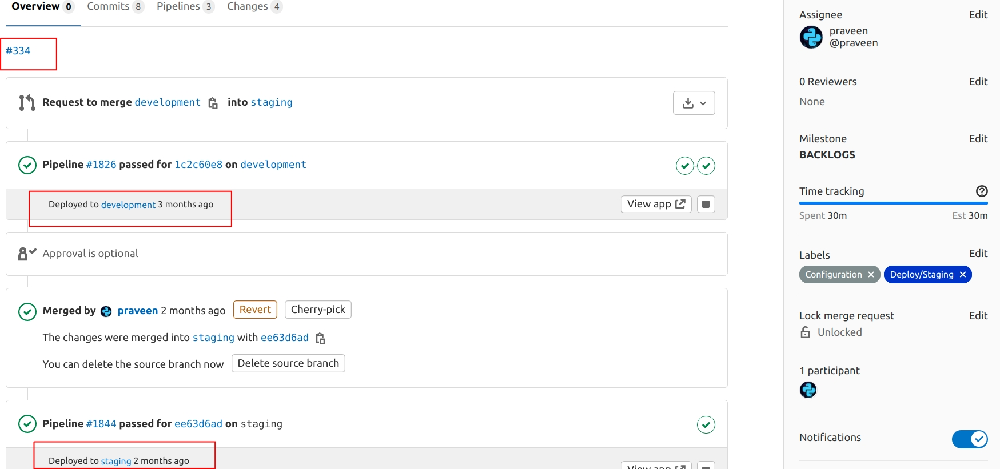 Overview 0 Commits 8 Pipelines 3 Changes 4
#334
Request to merge development into staging
Pipeline #1826 passed for 1c2c60e8 on development
Deployed to development 3 months ago View app
Approval is optional
Merged by praveen 2 months ago Revert Cherry-pick
The changes were merged into staging with ee63d6ad
You can delete the source branch now Delete source branch
Pipeline #1844 passed for ee63d6ad on staging
Deployed to staging 2 months ago View app
Assignee Edit
praveen
@praveen
0 Reviewers Edit
None
Milestone Edit
BACKLOGS
Time tracking
Spent 30m Est 30m
Labels Edit
Configuration Deploy/Staging
Lock merge request Edit
Unlocked
1 participant
Notifications